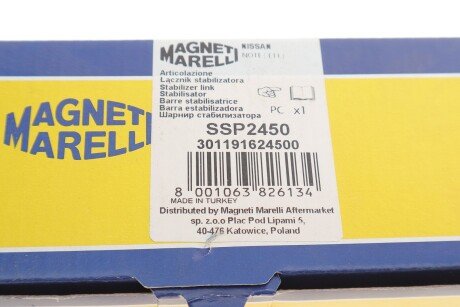 MAGNETI
MARELLI
MAGNETI
MARELLI
NISSAN
NOTE (E11)
Articolazione
Łącznik stabilizatora
Stabilizer link
Stabilisator
Barre stabilisatrice
Barra estabilizadora
Шарнир стабилизатора
PC x1
SSP2450
301191624500
8 001063 826134
MADE IN TURKEY
Distributed by Magneti Marelli Aftermarket
sp. z.o.o Plac Pod Lipami 5,
40-476 Katowice, Poland